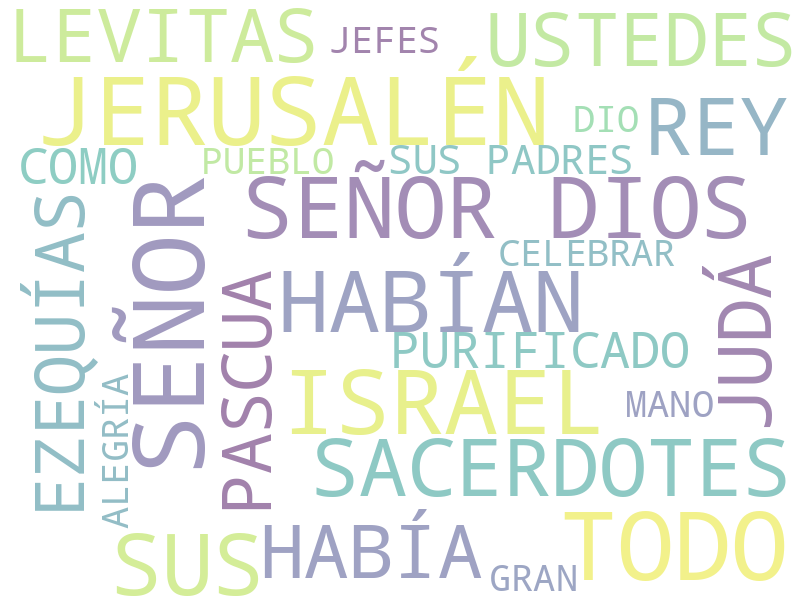 LEVITAS
JEFES
USTEDES
JERUSALÉN
DIO
REY
COMO
PUEBLO
SUS PADRES
SEÑOR DIOS
EZEQUÍAS
SEÑOR
CELEBRAR
HABÍAN
PASCUA
JUDÁ
PURIFICADO
ISRAEL
MANO
ALEGRÍA
SACERDOTES
SUS
HABÍA
TODO
GRAN